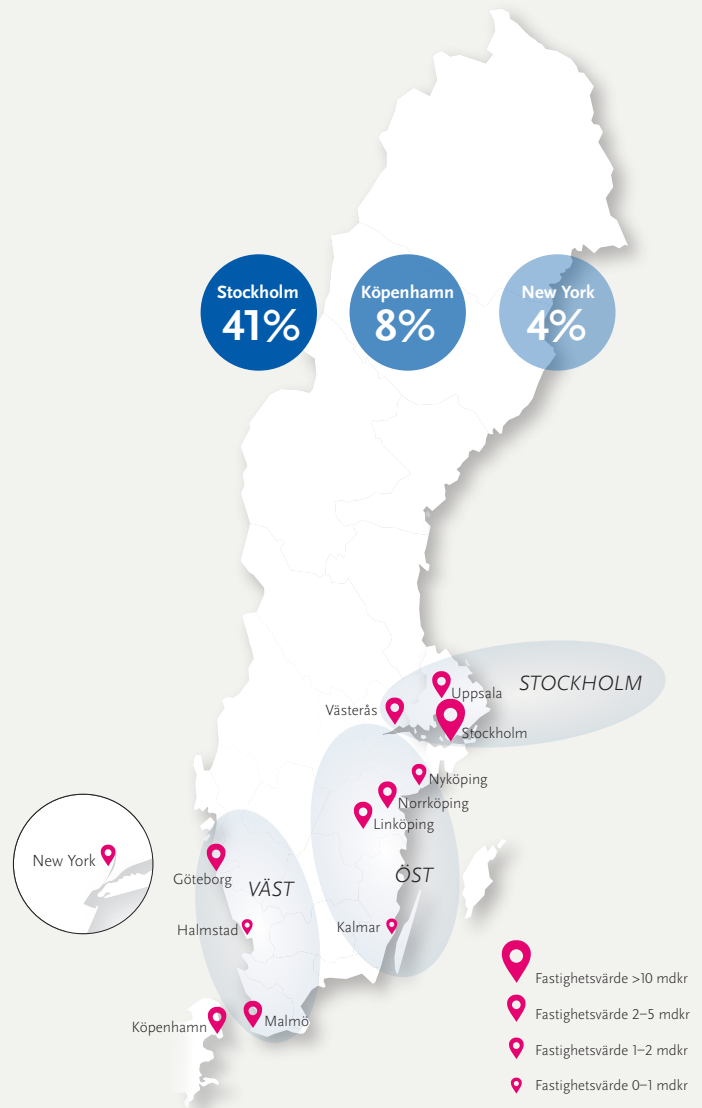 Stockholm
41%
Köpenhamn
8%
New York
4%
STOCKHOLM
Uppsala
Västerås
Stockholm
Nyköping
Norrköping
Linköping
New York
Göteborg
VÄST
ÖST
Halmstad
Kalmar
Köpenhamn
Malmö
Fastighetsvärde >10 mdkr
Fastighetsvärde 2–5 mdkr
Fastighetsvärde 1–2 mdkr
Fastighetsvärde 0–1 mdkr